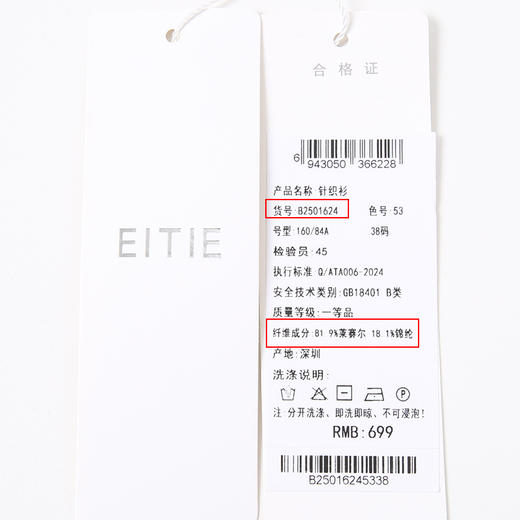 EITIE
合格证
6 943050 366228
产品名称 针织衫
货号:B2501624 色号:53
号型:160/84A 38码
检验员:45
执行标准:Q/ATA006-2024
安全技术类别:GB18401 B类
质量等级:一等品
纤维成分:81 9%莱赛尔 18 1%锦纶
产地:深圳
洗涤说明:
P
注:分开洗涤、即洗即晾、不可浸泡!
RMB:699
B25016245338